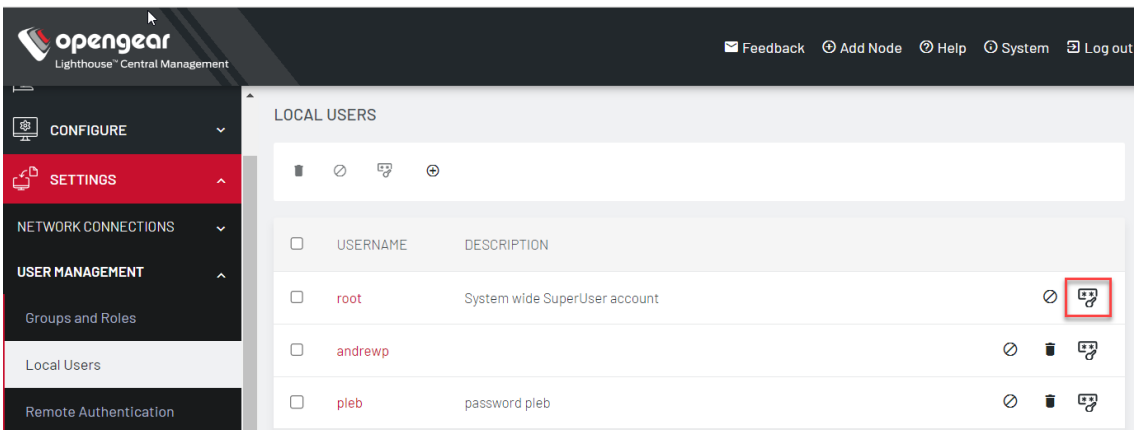 opengear
Lighthouse™ Central Management
Feedback
Add Node
Help
System
Log out
CONFIGURE
SETTINGS
NETWORK CONNECTIONS
USER MANAGEMENT
Groups and Roles
Local Users
Remote Authentication
LOCAL USERS
USERNAME DESCRIPTION
root System wide SuperUser account
andrewp
pleb password pleb